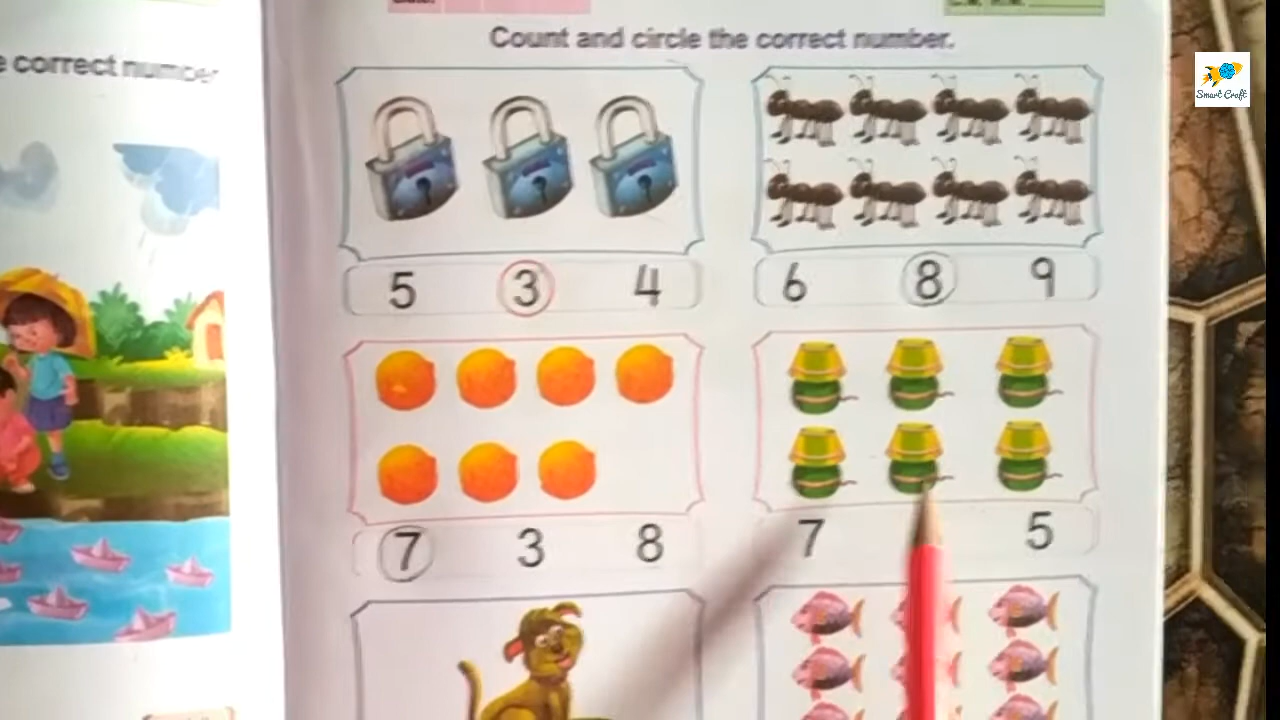 e correct number
Count and circle the correct number.
Smart Craft
5 3 4
6 8 9
7 3 8
7 5